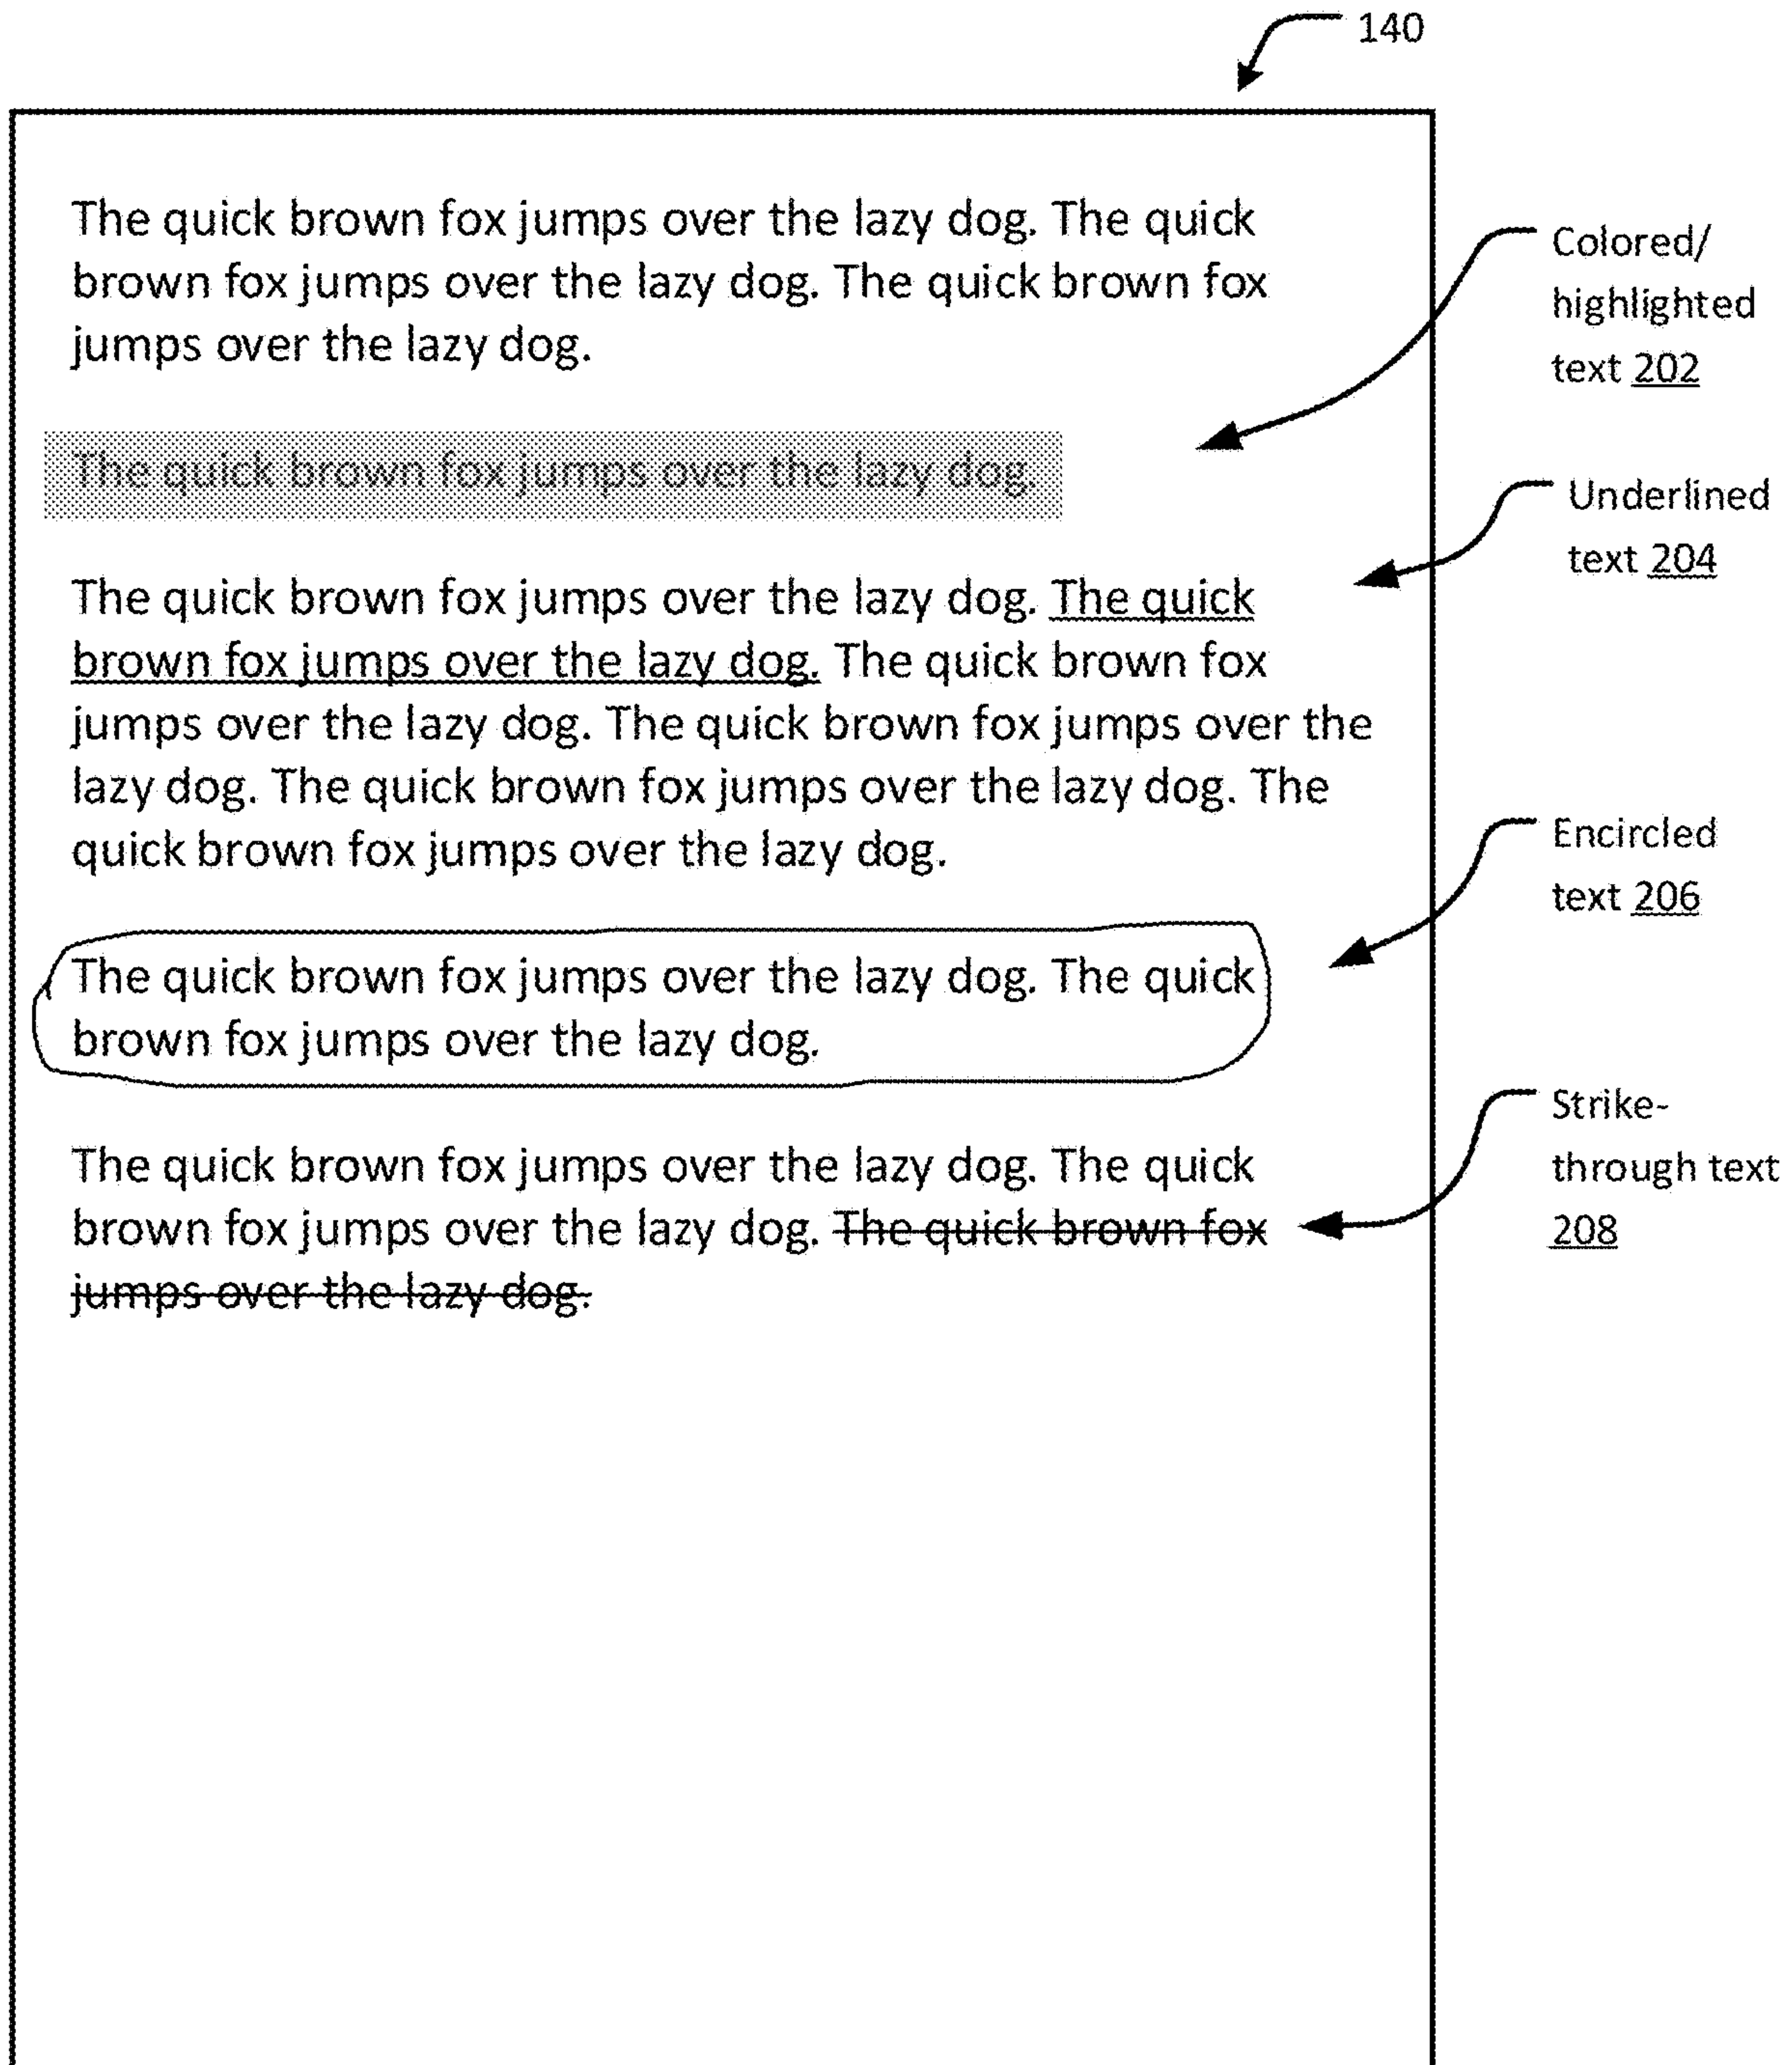 140
The quick brown fox jumps over the lazy dog. The quick
brown fox jumps over the lazy dog. The quick brown fox
jumps over the lazy dog.
Colored/
highlighted
text 202
The quick brown fox jumps over the lazy dog.
Underlined
text 204
The quick brown fox jumps over the lazy dog. The quick
brown fox jumps over the lazy dog. The quick brown fox
jumps over the lazy dog. The quick brown fox jumps over the
lazy dog. The quick brown fox jumps over the lazy dog. The
quick brown fox jumps over the lazy dog.
Encircled
text 206
The quick brown fox jumps over the lazy dog. The quick
brown fox jumps over the lazy dog.
Strike-
through text
208
The quick brown fox jumps over the lazy dog. The quick
brown fox jumps over the lazy dog. The quick brown fox
jumps over the lazy dog.